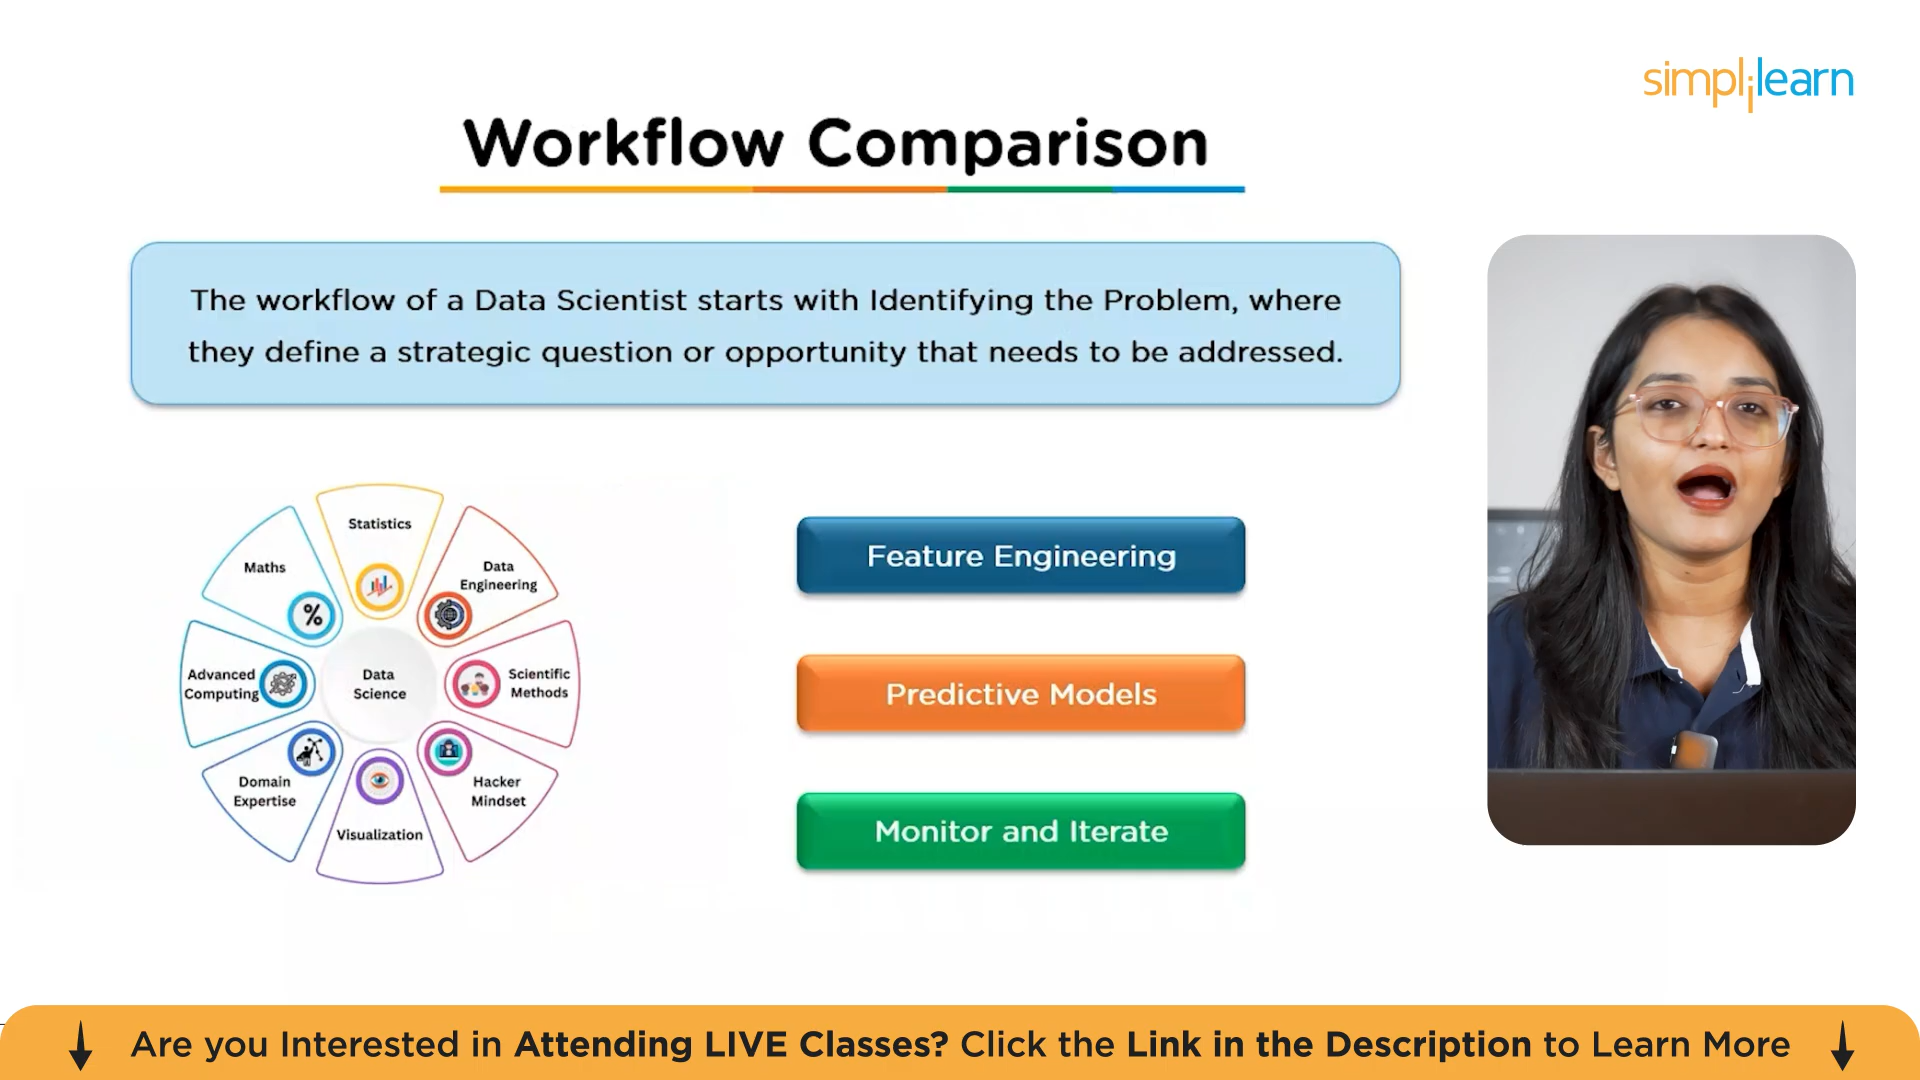 simplilearn
Workflow Comparison
The workflow of a Data Scientist starts with Identifying the Problem, where
they define a strategic question or opportunity that needs to be addressed.
Statistics
Maths
Data
Engineering
%
Advanced
Computing
Data
Science
Scientific
Methods
Domain
Expertise
Hacker
Mindset
Visualization
Feature Engineering
Predictive Models
Monitor and Iterate
Are you Interested in Attending LIVE Classes? Click the Link in the Description to Learn More